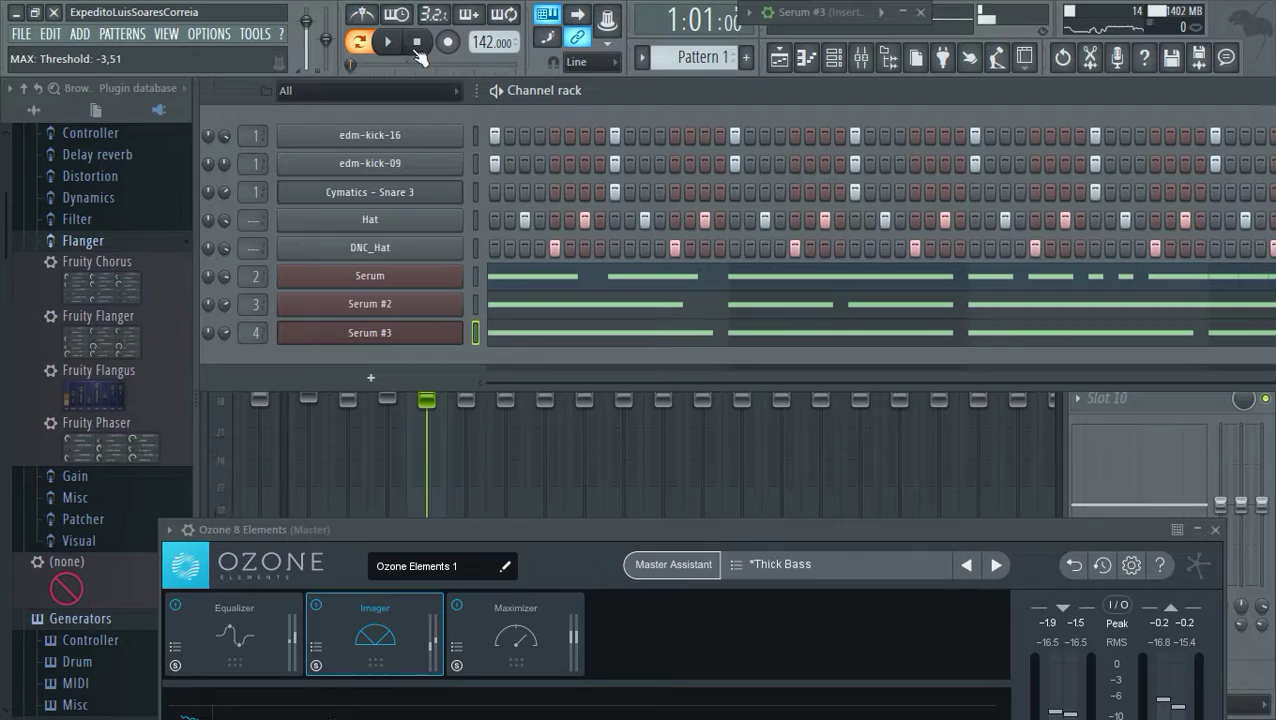 ExpeditoLuisSoaresCorreia
FILE EDIT ADD PATTERNS VIEW OPTIONS TOOLS ?
MAX: Threshold: -3,51
3.2:
142.000
Line
1:01:00
Pattern 1 +
Serum #3 (Insert..
14
1402 MB
0
Brow.. Plugin database
All
Channel rack
Controller
Delay reverb
Distortion
Dynamics
Filter
Flanger
Fruity Chorus
Fruity Flanger
Fruity Flangus
Fruity Phaser
Gain
Misc
Patcher
Visual
(none)
Generators
Controller
Drum
MIDI
Misc
1 edm-kick-16
1 edm-kick-09
1 Cymatics - Snare 3
--- Hat
--- DNC_Hat
2 Serum
3 Serum #2
4 Serum #3
+
Slot 10
Ozone 8 Elements (Master)
OZONE
ELEMENTS
Ozone Elements 1
Master Assistant
*Thick Bass
?
Equalizer
Imager
Maximizer
S
S
S
I / O
-1.9 -1.5 Peak -0.2 -0.2
-16.5 -16.5 RMS -16.8 -15.4
0
-3
-6
-10